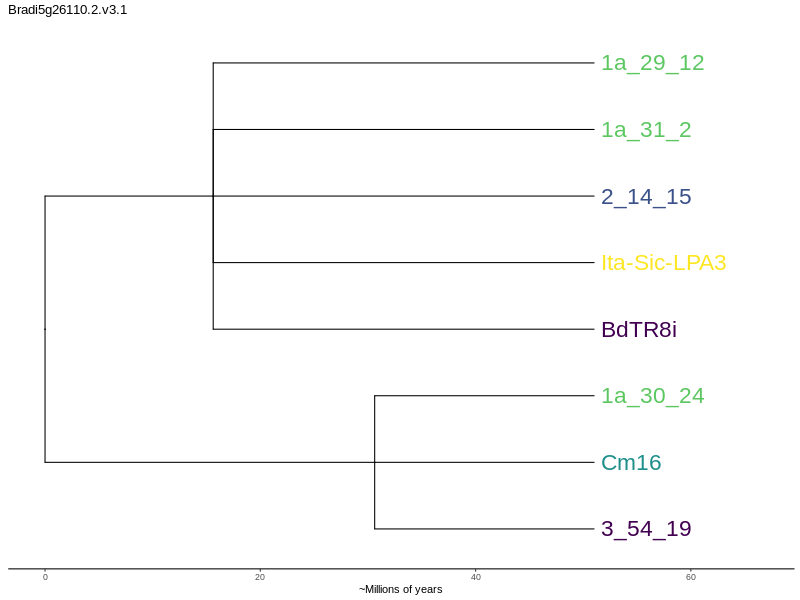 Bradi5g26110.2.v3.1
1a_29_12
1a_31_2
2_14_15
Ita-Sic-LPA3
BdTR8i
1a_30_24
Cm16
3_54_19
0 20 40 60
~Millions of years